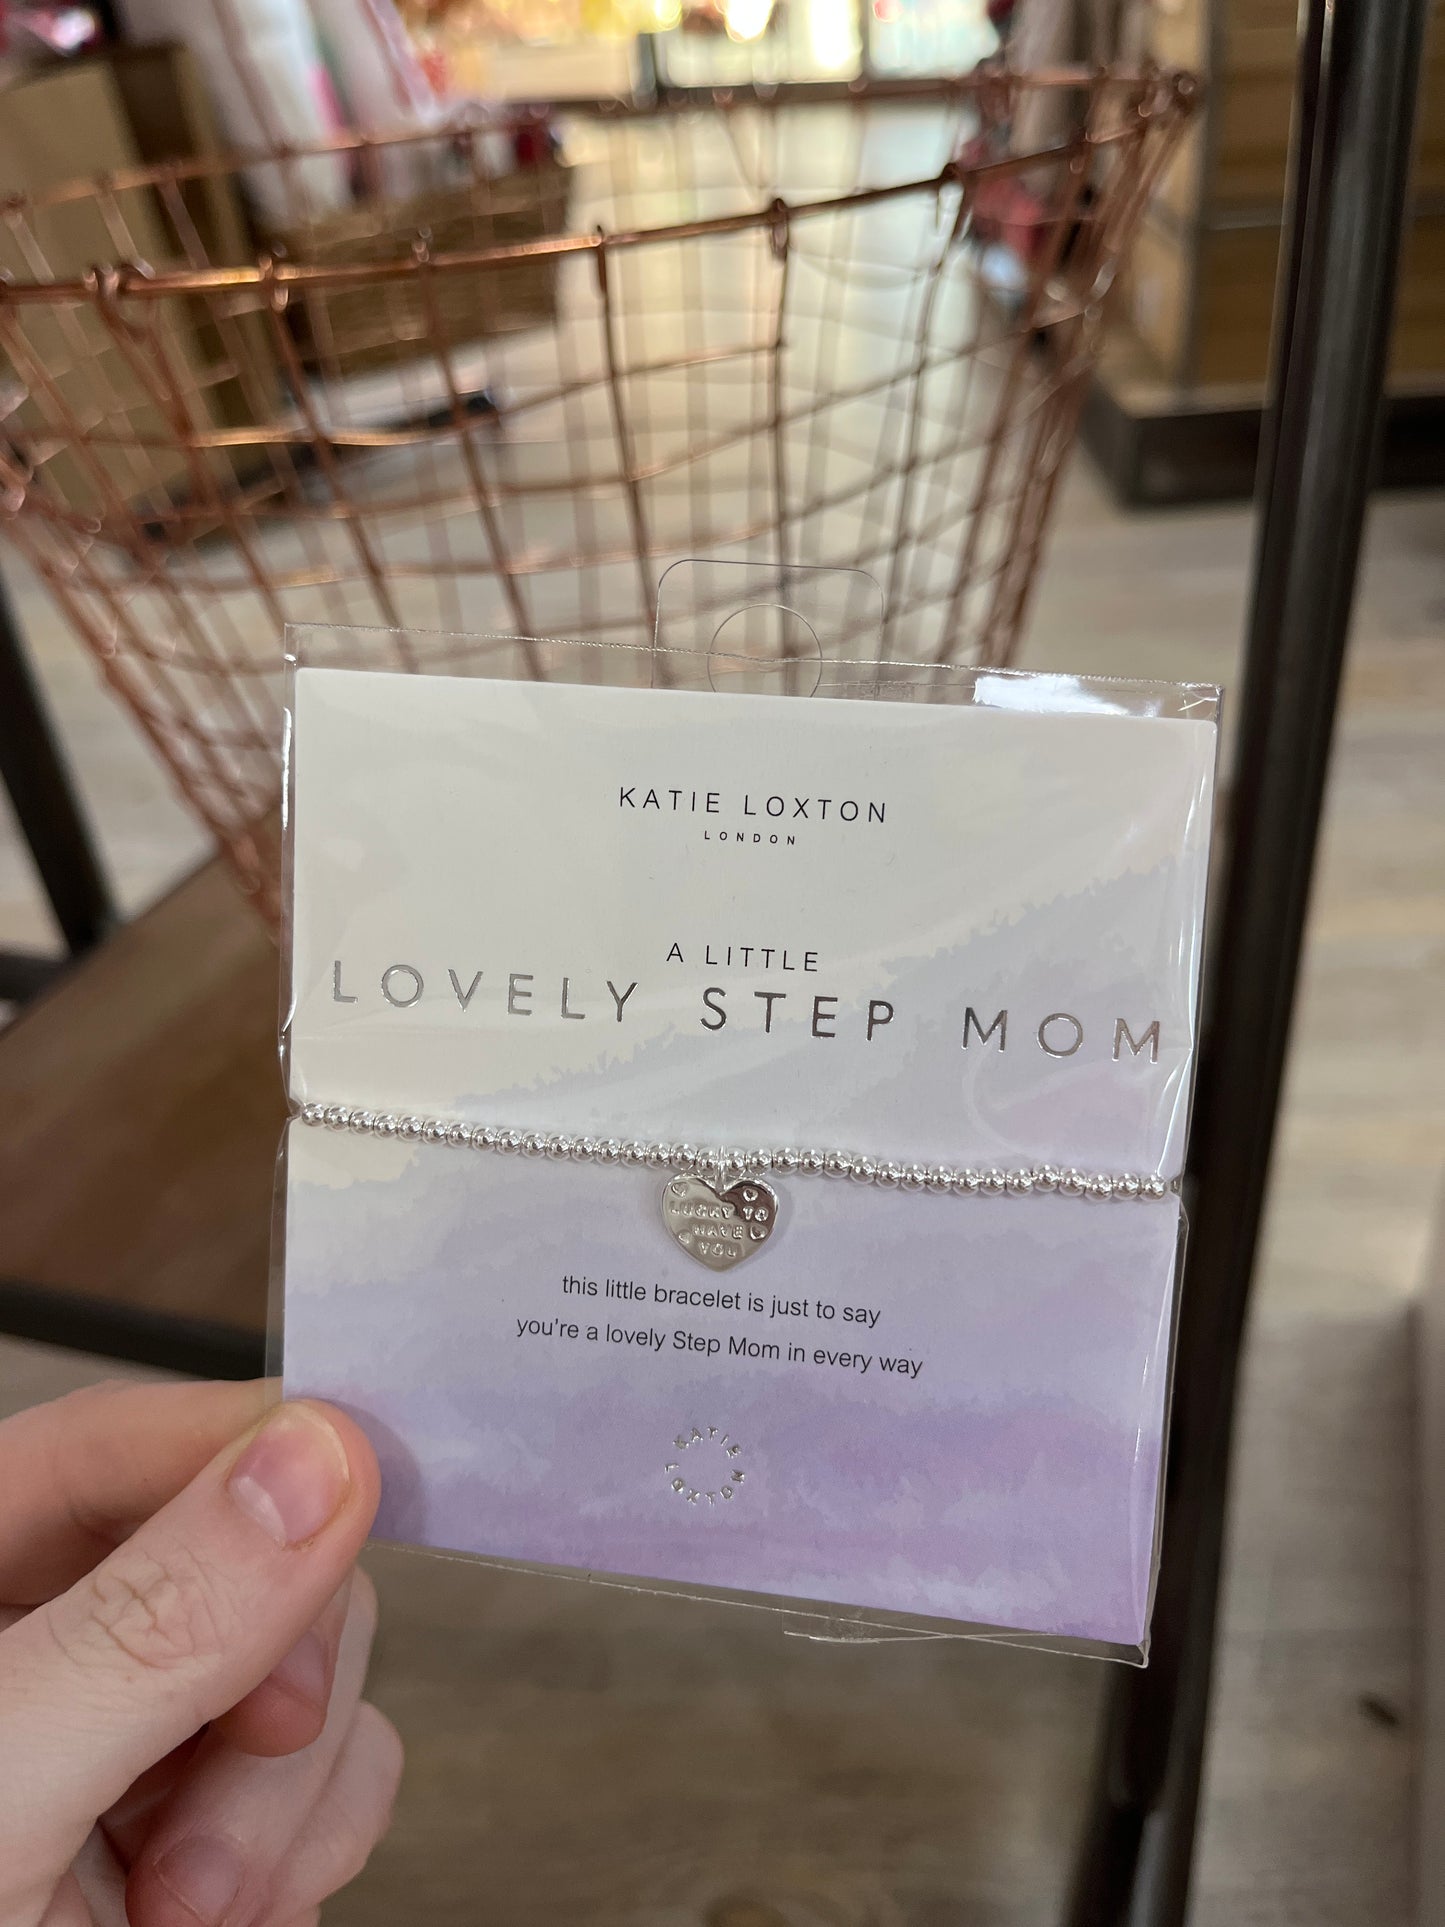 KATIE LOXTON
LONDON
A LITTLE
LOVELY STEP MOM
LUCKY TO
HAVE
YOU
this little bracelet is just to say
you're a lovely Step Mom in every way
KATIE LOXTON